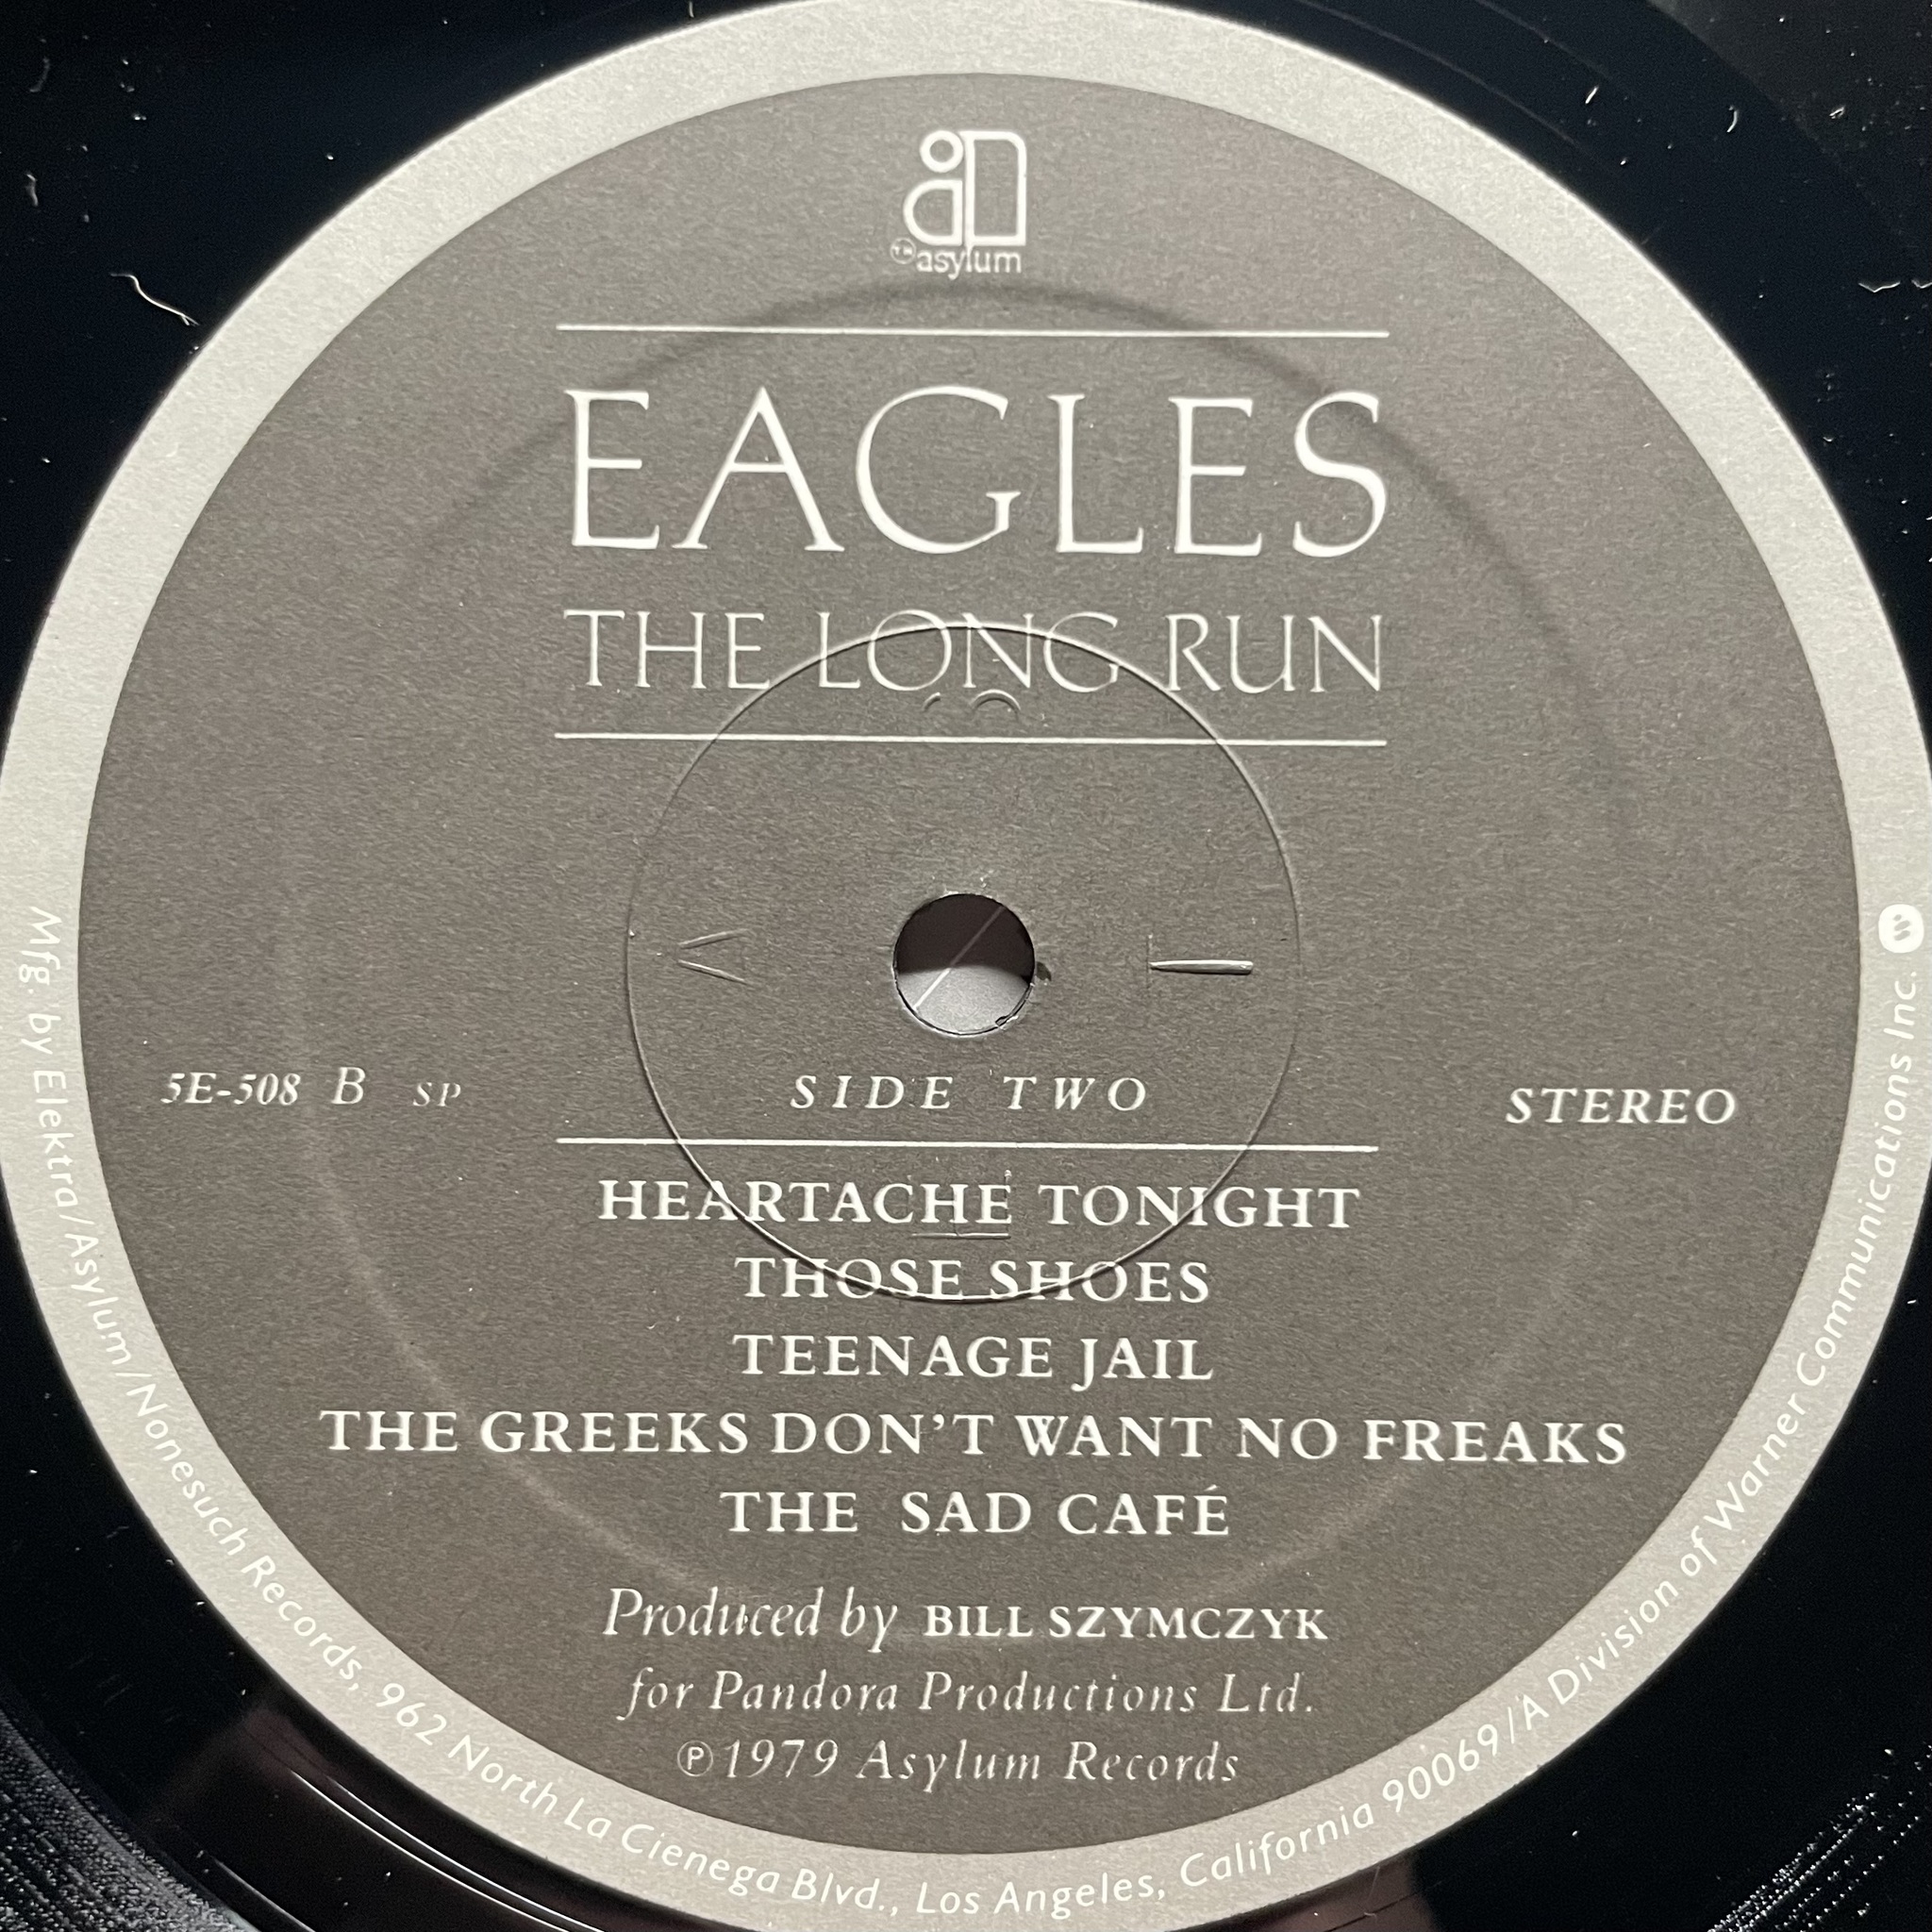 TM asylum
EAGLES
THE LONG RUN
5E-508 B SP
SIDE TWO
STEREO
HEARTACHE TONIGHT
THOSE SHOES
TEENAGE JAIL
THE GREEKS DON'T WANT NO FREAKS
THE SAD CAFÉ
Produced by BILL SZYMCZYK
for Pandora Productions Ltd.
℗1979 Asylum Records
Mfg. by Elektra/Asylum/Nonesuch Records, 962 North La Cienega Blvd., Los Angeles, California 90069/A Division of Warner Communications Inc.